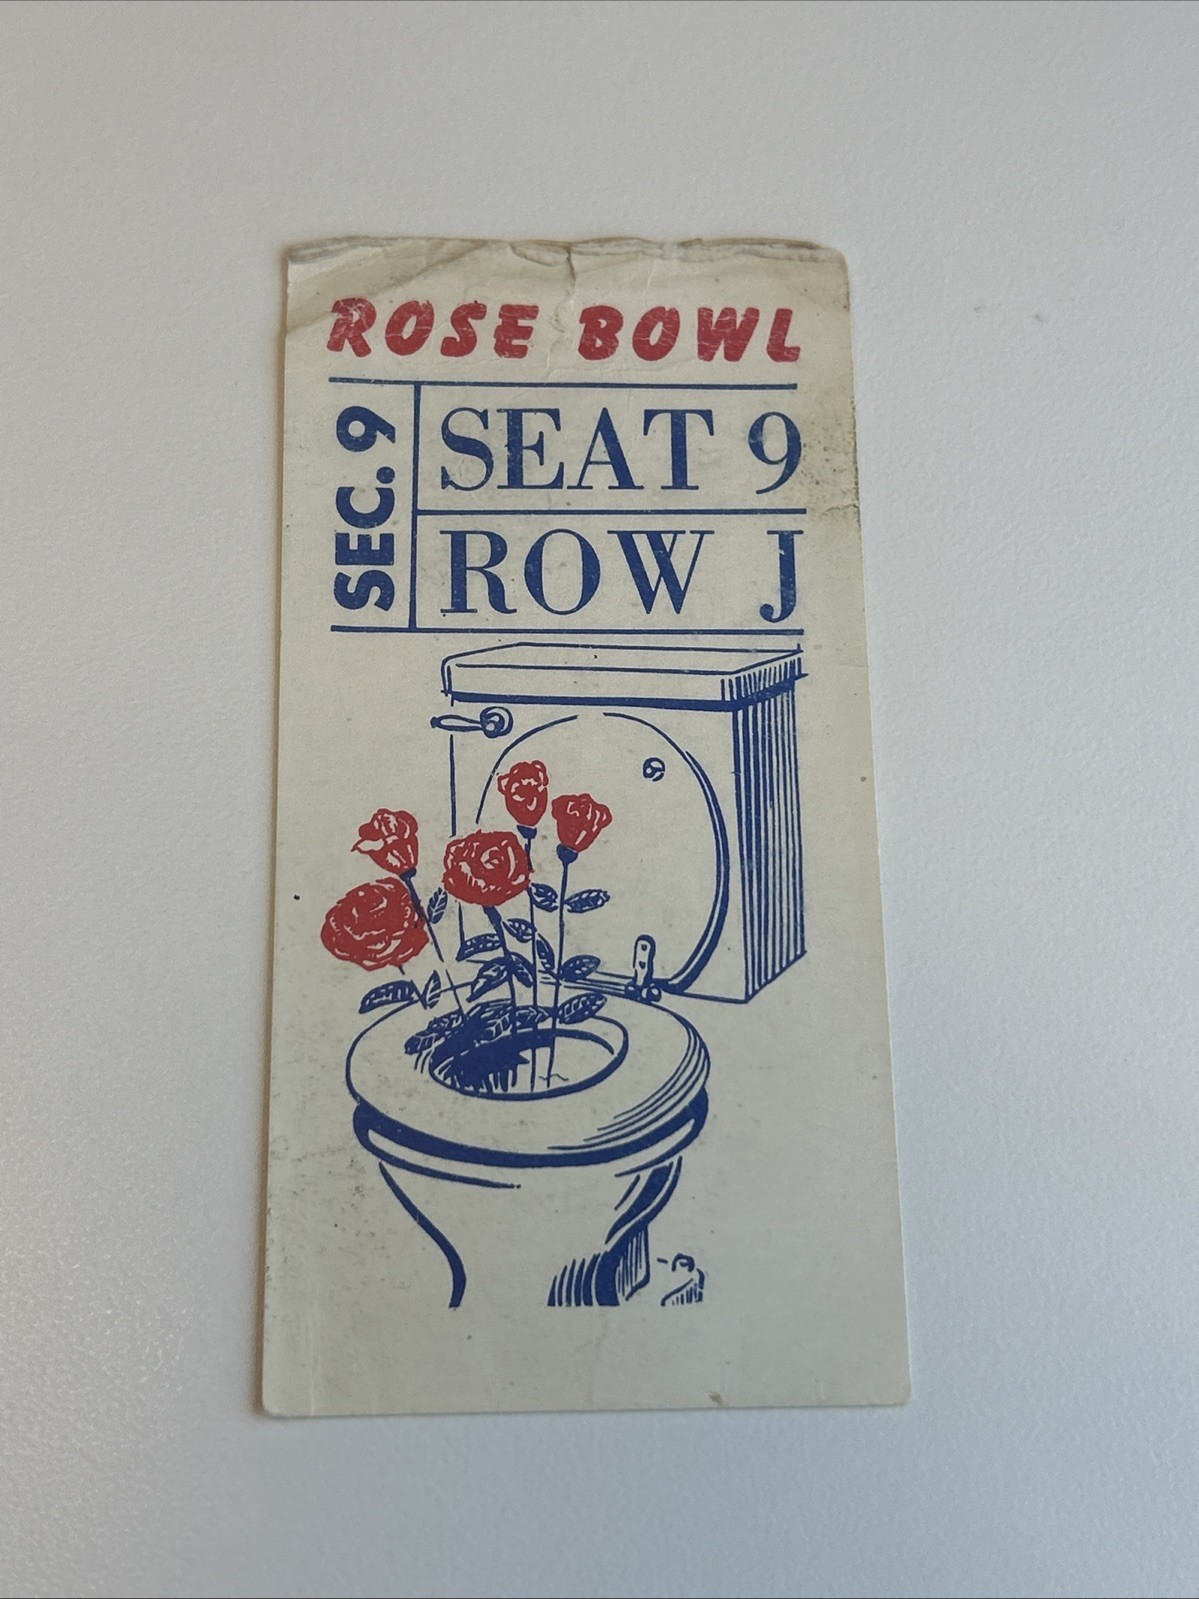 ROSE BOWL
SEC. 9
SEAT 9
ROW J